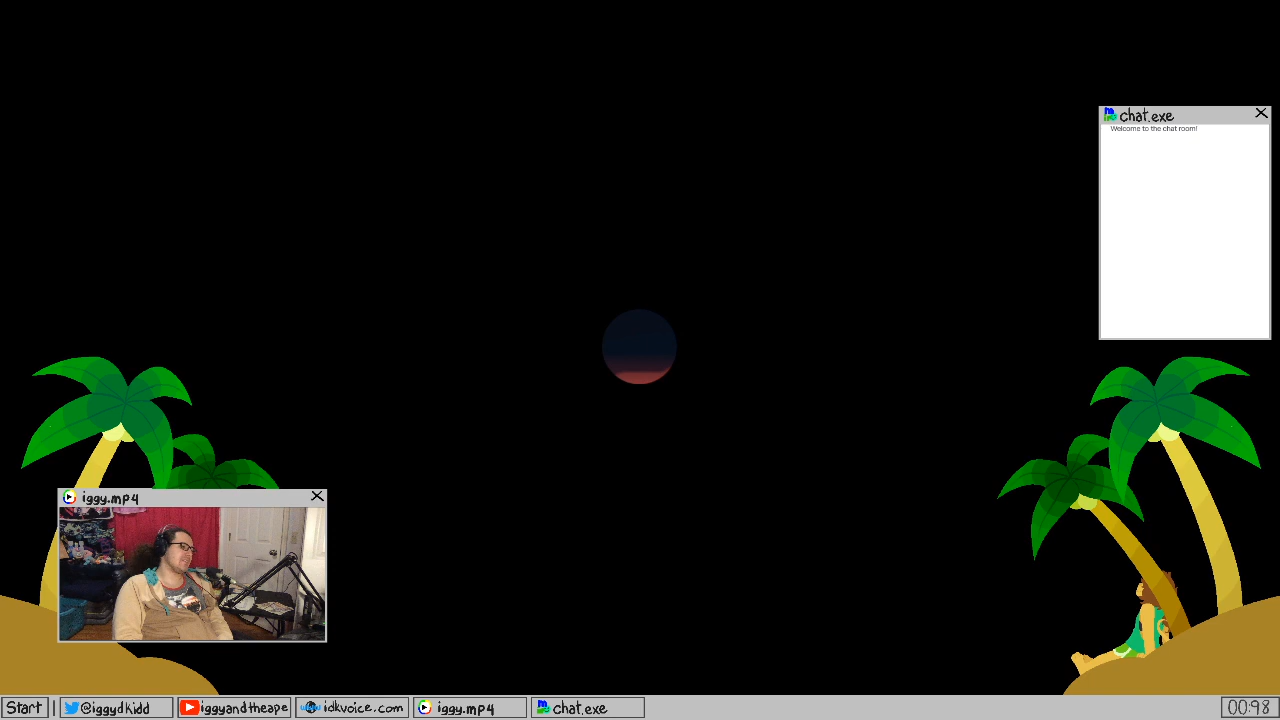 chat.exe
Welcome to the chat room!
iggy.mp4
Start | @iggydkidd iggyandtheape www idkvoice.com iggy.mp4 chat.exe 00:98